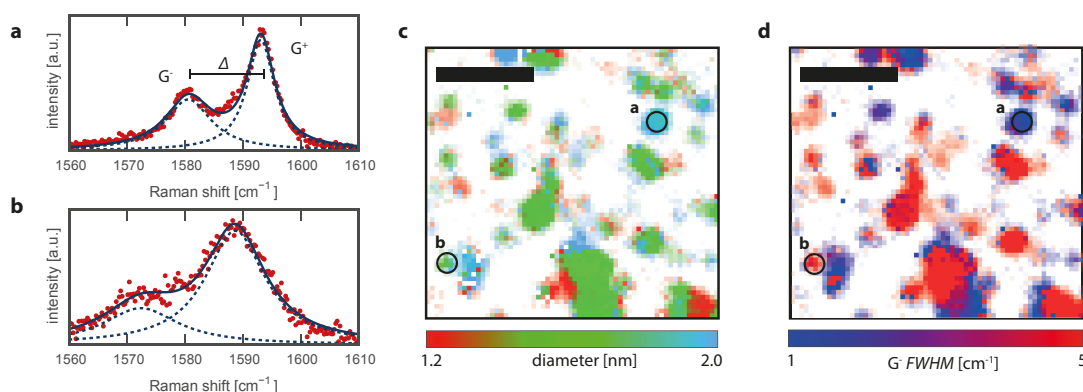 a
intensity [a.u.]
G⁻
Δ
G⁺
1560 1570 1580 1590 1600 1610
Raman shift [cm⁻¹]
b
intensity [a.u.]
1560 1570 1580 1590 1600 1610
Raman shift [cm⁻¹]
c
a
b
1.2 diameter [nm] 2.0
d
a
b
1 G⁻ FWHM [cm⁻¹] 5